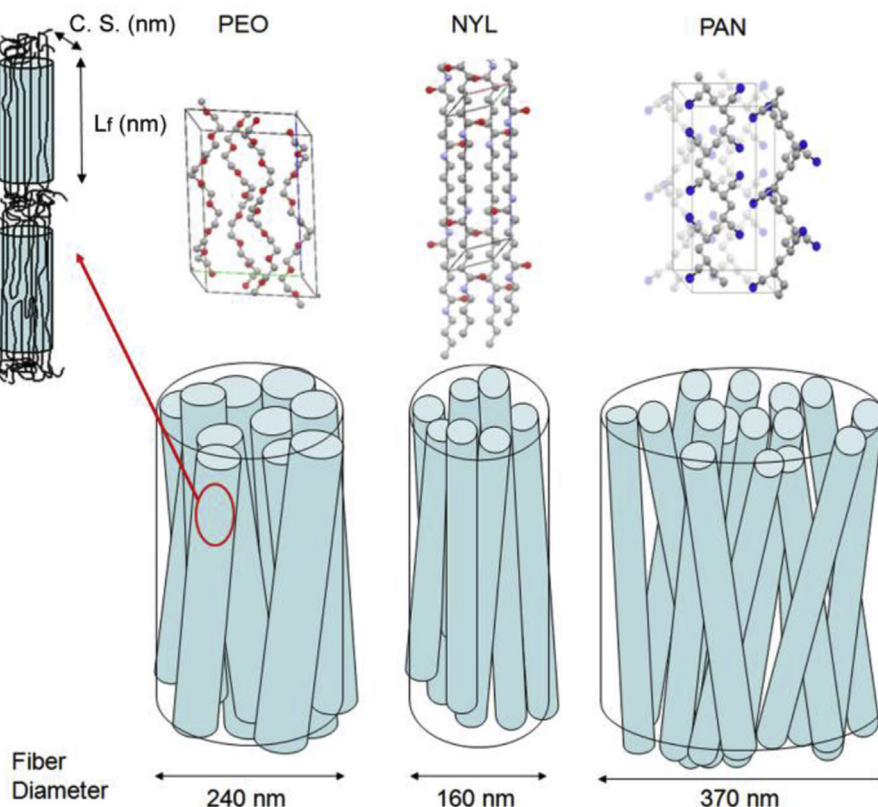 C. S. (nm)
PEO
NYL
PAN
Lf (nm)
Fiber
Diameter
240 nm
160 nm
370 nm